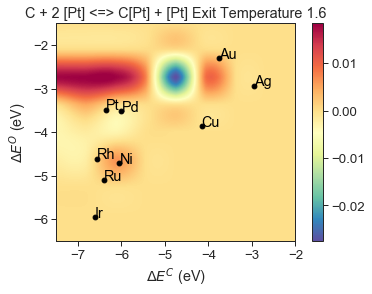 C + 2 [Pt] <=> C[Pt] + [Pt] Exit Temperature 1.6
−2
−3
−4
−5
−6
ΔE^O (eV)
Au
Ag
Pt
Pd
Cu
Rh
Ni
Ru
Ir
−7
−6
−5
−4
−3
−2
ΔE^C (eV)
0.01
0.00
−0.01
−0.02